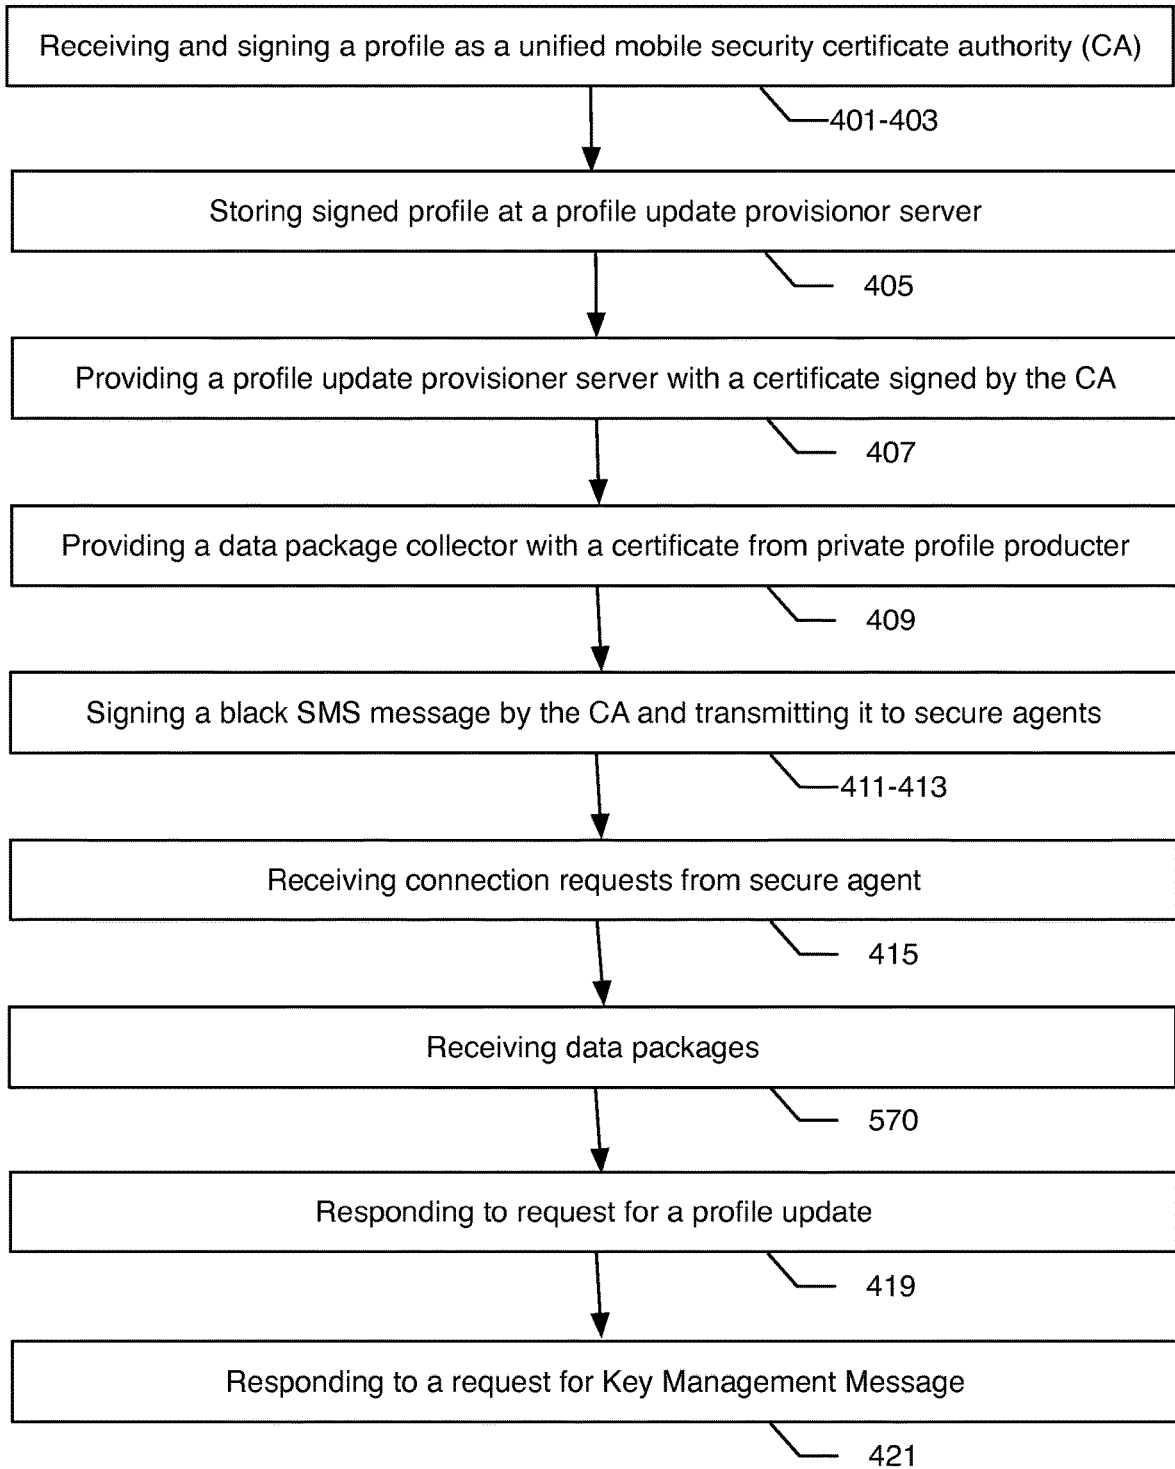 Receiving and signing a profile as a unified mobile security certificate authority (CA)
401-403
Storing signed profile at a profile update provisionor server
405
Providing a profile update provisioner server with a certificate signed by the CA
407
Providing a data package collector with a certificate from private profile producter
409
Signing a black SMS message by the CA and transmitting it to secure agents
411-413
Receiving connection requests from secure agent
415
Receiving data packages
570
Responding to request for a profile update
419
Responding to a request for Key Management Message
421